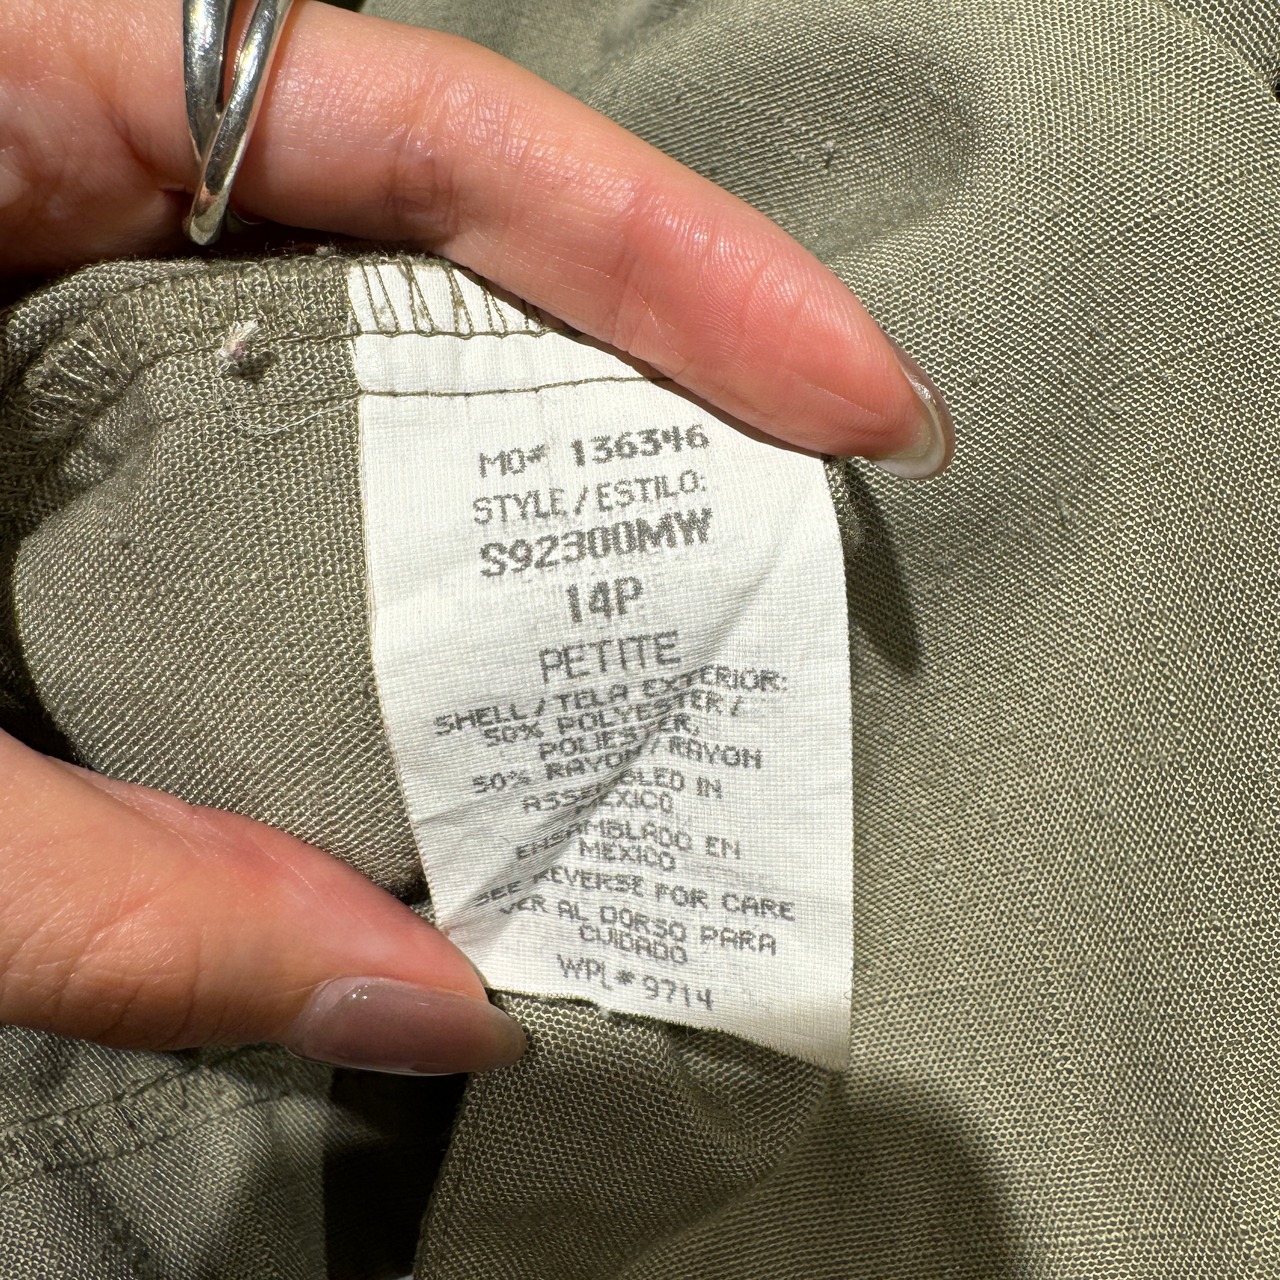 MO# 136346
STYLE / ESTILO:
S92300MW
14P
PETITE
SHELL / TELA EXTERIOR:
50% POLYESTER /
POLIESTER,
50% RAYON / RAYON
ASSEMBLED IN
MEXICO
ENSAMBLADO EN
MEXICO
SEE REVERSE FOR CARE
VER AL DORSO PARA
CUIDADO
WPL# 9714